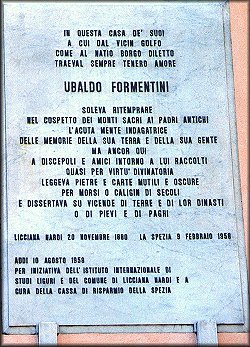 IN QUESTA CASA DE' SUOI
A CUI DAL VICIN GOLFO
COME AL NATIO BORGO DILETTO
TRAEVAL SEMPRE TENERO AMORE
UBALDO FORMENTINI
SOLEVA RITEMPRARE
NEL COSPETTO DEI MONTI SACRI AI PADRI ANTICHI
L'ACUTA MENTE INDAGATRICE
DELLE MEMORIE DELLA SUA TERRA E DELLA SUA GENTE
MA ANCOR QUI
A DISCEPOLI E AMICI INTORNO A LUI RACCOLTI
QUASI PER VIRTU' DIVINATORIA
LEGGEVA PIETRE E CARTE MUTILE E OSCURE
PER MORSI O CALIGIN DI SECOLI
E DISSERTAVA SU VICENDE DI TERRE E DI LOR DINASTI
O DI PIEVI E DI PAGHI
LICCIANA NARDI 20 NOVEMBRE 1880 LA SPEZIA 9 FEBBRAIO 1958
ADDI 10 AGOSTO 1958
PER INIZIATIVA DELL'ISTITUTO INTERNAZIONALE DI
STUDI LIGURI E DEL COMUNE DI LICCIANA NARDI E A
CURA DELLA CASSA DI RISPARMIO DELLA SPEZIA